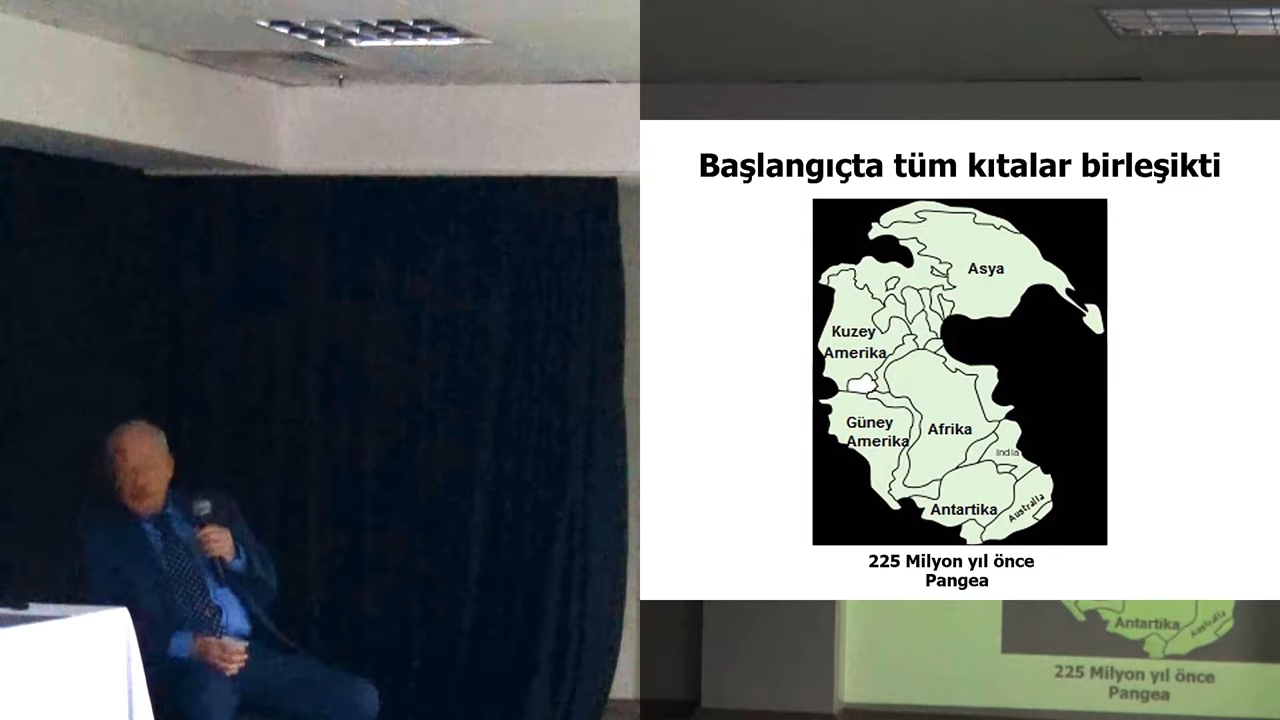 Başlangıçta tüm kıtalar birleşikti
Asya
Kuzey
Amerika
Güney
Amerika
Afrika
India
Antartika
Australia
225 Milyon yıl önce
Pangea
Antartika
Australia
225 Milyon yıl önce
Pangea